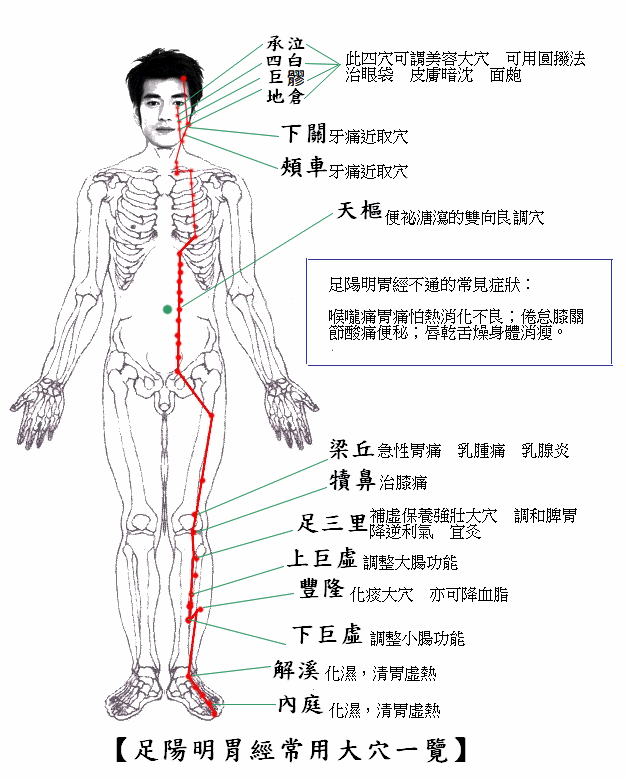 承泣
四白
巨髎
地倉
此四穴可謂美容大穴　可用圓撥法
治眼袋　皮膚暗沈　面皰
下關 牙痛近取穴
頰車 牙痛近取穴
天樞 便祕溏瀉的雙向良調穴
足陽明胃經不通的常見症狀：
喉嚨痛胃痛怕熱消化不良；倦怠膝關
節酸痛便秘；唇乾舌燥身體消瘦。
梁丘 急性胃痛　乳腫痛　乳腺炎
犢鼻 治膝痛
足三里 補虛保養強壯大穴　調和脾胃
降逆利氣　宜灸
上巨虛 調整大腸功能
豐隆 化痰大穴　亦可降血脂
下巨虛 調整小腸功能
解溪 化濕，清胃虛熱
內庭 化濕，清胃虛熱
【足陽明胃經常用大穴一覽】